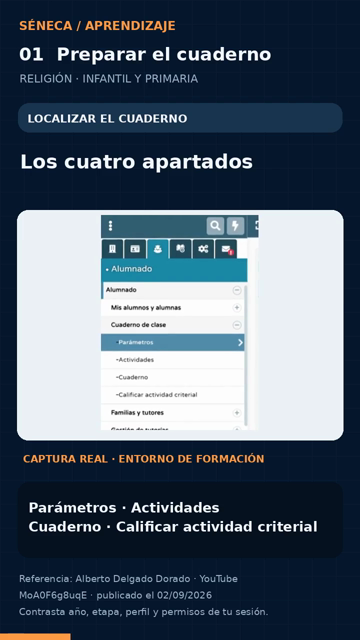 SÉNECA / APRENDIZAJE
01 Preparar el cuaderno
RELIGIÓN · INFANTIL Y PRIMARIA
LOCALIZAR EL CUADERNO
Los cuatro apartados
• Alumnado
Alumnado
Mis alumnos y alumnas
Cuaderno de clase
•Parámetros
•Actividades
•Cuaderno
•Calificar actividad criterial
Familias y tutores
CAPTURA REAL · ENTORNO DE FORMACIÓN
Parámetros · Actividades
Cuaderno · Calificar actividad criterial
Referencia: Alberto Delgado Dorado · YouTube
MoA0F6g8uqE · publicado el 02/09/2026
Contrasta año, etapa, perfil y permisos de tu sesión.